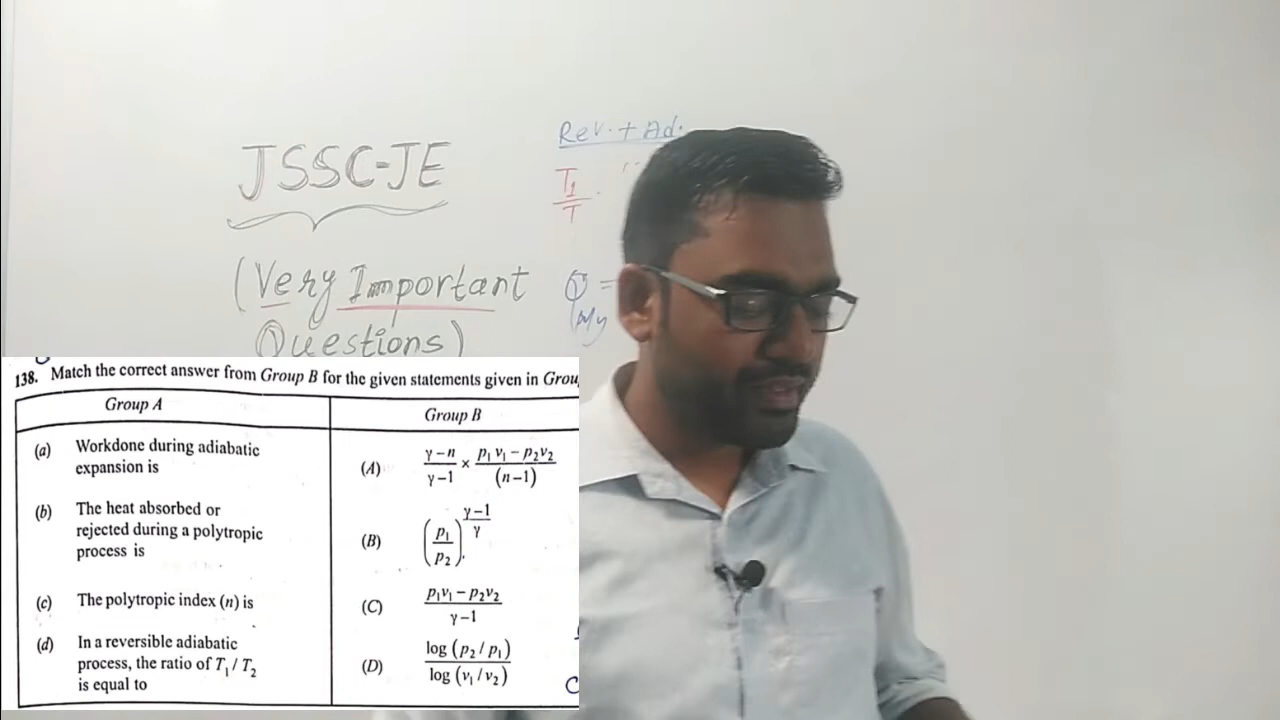 JSSC-JE
(Very Important
Questions)
Rev. + Ad.
T₁
T
Q =
138. Match the correct answer from Group B for the given statements given in
Group A
Group B
(a) Workdone during adiabatic
expansion is
(A) γ–n/γ–1 × p₁v₁ – p₂v₂/(n–1)
(b) The heat absorbed or
rejected during a polytropic
process is
(B) (p₁/p₂)^(γ–1/γ)
(c) The polytropic index (n) is
(C) p₁v₁ – p₂v₂/γ–1
(d) In a reversible adiabatic
process, the ratio of T₁ / T₂
is equal to
(D) log (p₂ / p₁)/log (v₁ / v₂)